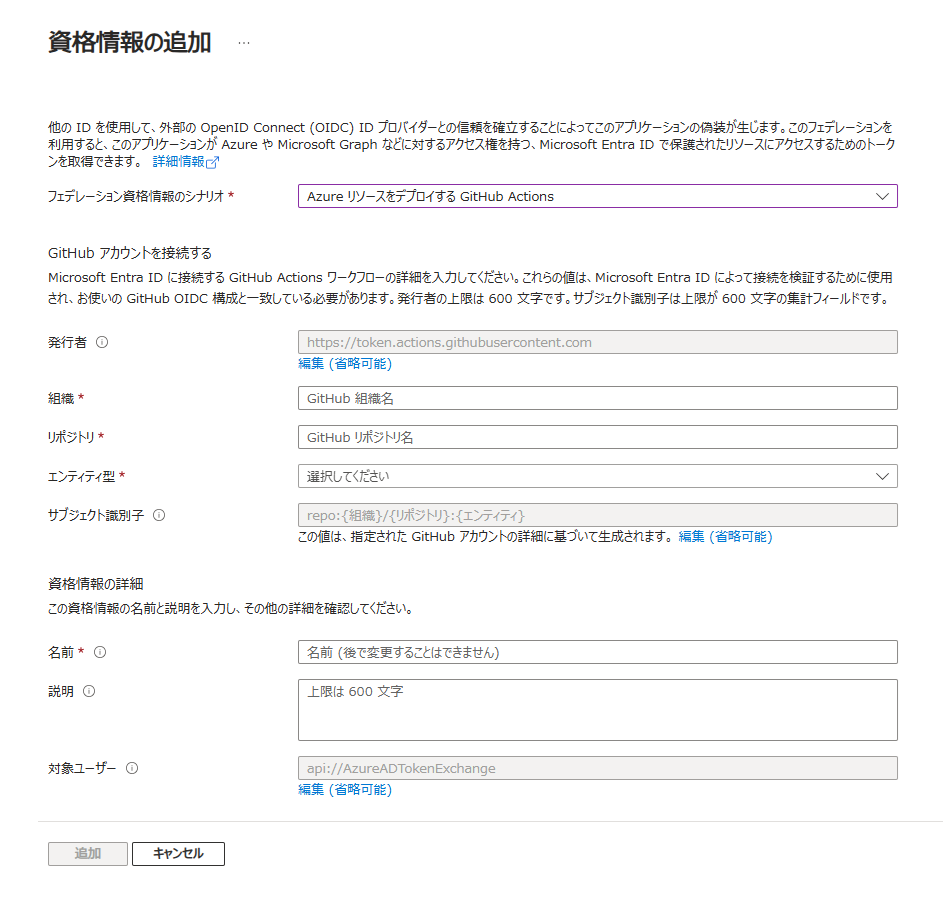 資格情報の追加 …
他の ID を使用して、外部の OpenID Connect (OIDC) ID プロバイダーとの信頼を確立することによってこのアプリケーションの偽装が生じます。このフェデレーションを
利用すると、このアプリケーションが Azure や Microsoft Graph などに対するアクセス権を持つ、Microsoft Entra ID で保護されたリソースにアクセスするためのトーク
ンを取得できます。 詳細情報
フェデレーション資格情報のシナリオ * Azure リソースをデプロイする GitHub Actions
GitHub アカウントを接続する
Microsoft Entra ID に接続する GitHub Actions ワークフローの詳細を入力してください。これらの値は、Microsoft Entra ID によって接続を検証するために使用
され、お使いの GitHub OIDC 構成と一致している必要があります。発行者の上限は 600 文字です。サブジェクト識別子は上限が 600 文字の集計フィールドです。
発行者 https://token.actions.githubusercontent.com
編集 (省略可能)
組織 * GitHub 組織名
リポジトリ * GitHub リポジトリ名
エンティティ型 * 選択してください
サブジェクト識別子 repo:{組織}/{リポジトリ}:{エンティティ}
この値は、指定された GitHub アカウントの詳細に基づいて生成されます。 編集 (省略可能)
資格情報の詳細
この資格情報の名前と説明を入力し、その他の詳細を確認してください。
名前 * 名前 (後で変更することはできません)
説明 上限は 600 文字
対象ユーザー api://AzureADTokenExchange
編集 (省略可能)
追加 キャンセル